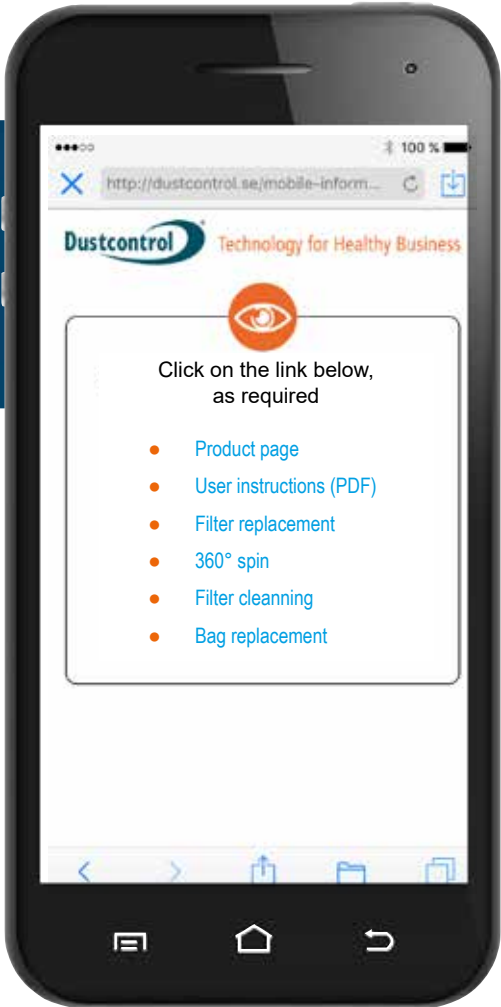 100 %
http://dustcontrol.se/mobile-inform...
Dustcontrol Technology for Healthy Business
Click on the link below,
as required
● Product page
● User instructions (PDF)
● Filter replacement
● 360° spin
● Filter cleanning
● Bag replacement